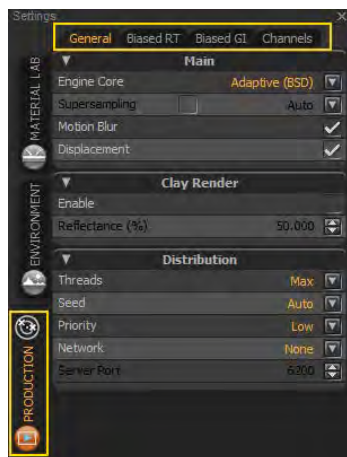 Settings
General Biased RT Biased GI Channels
MATERIAL LAB
Main
Engine Core Adaptive (BSD)
Supersampling Auto
Motion Blur
Displacement
ENVIRONMENT
Clay Render
Enable
Reflectance (%) 50.000
Distribution
Threads Max
Seed Auto
Priority Low
Network None
Server Port 6200
PRODUCTION